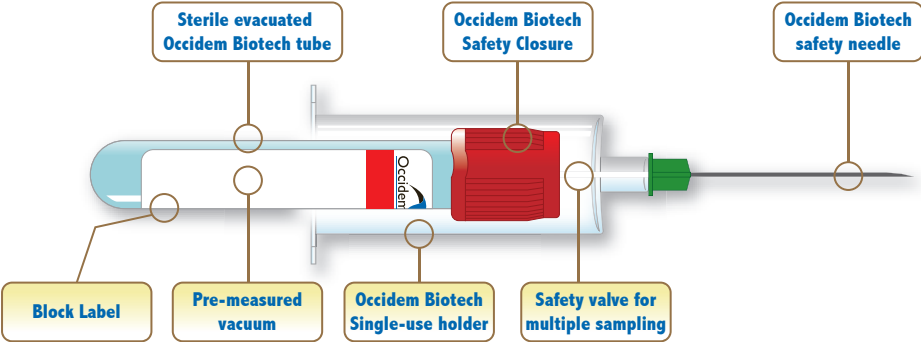 Sterile evacuated
Occidem Biotech tube
Occidem Biotech
Safety Closure
Occidem Biotech
safety needle
Occidem
Block Label
Pre-measured
vacuum
Occidem Biotech
Single-use holder
Safety valve for
multiple sampling